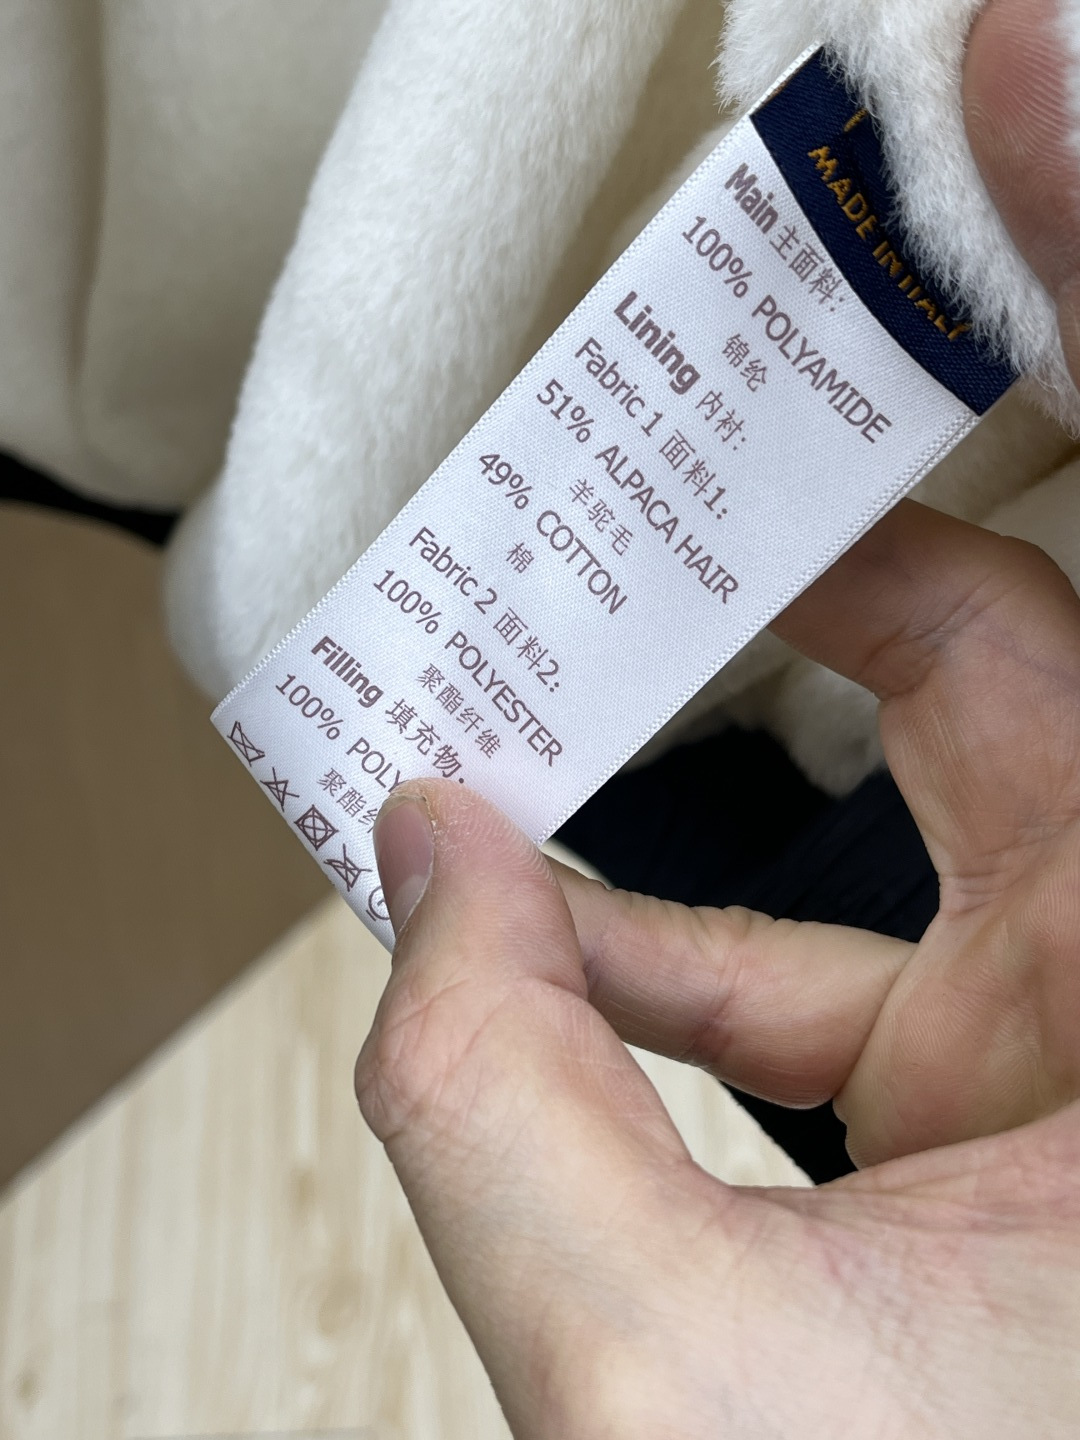 MADE IN ITALY
Main 主面料:
100% POLYAMIDE
锦纶
Lining 内衬:
Fabric 1 面料1:
51% ALPACA HAIR
羊驼毛
49% COTTON
棉
Fabric 2 面料2:
100% POLYESTER
聚酯纤维
Filling 填充物:
100%
聚酯